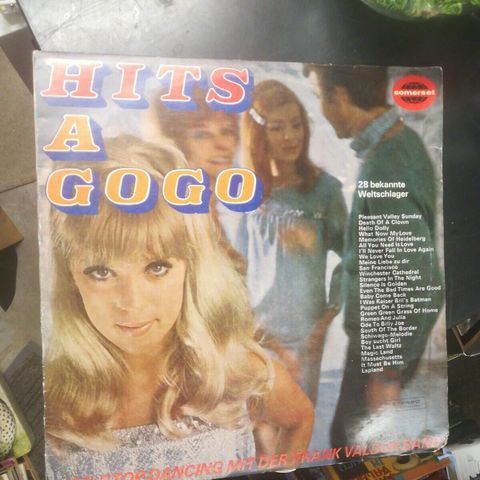 HITS
A
GOGO
somerset
28 bekannte
Weltschlager
Pleasant Valley Sunday
Death Of A Clown
Hello Dolly
What Now My Love
Memories Of Heidelberg
All You Need Is Love
I'll Never Fall In Love Again
We Love You
Meine Liebe zu dir
San Francisco
Winchester Cathedral
Strangers In The Night
Silence Is Golden
Even The Bad Times Are Good
Baby Come Back
I Was Kaiser Bill's Batman
Puppet On A String
Green Green Grass Of Home
Romeo And Julia
Ode To Billy Joe
South Of The Border
Schiwago-Melodie
Boy sucht Girl
The Last Waltz
Magic Land
Massachusetts
It Must Be Him
Lapland
STOP DANCING MIT DER FRANK VALDOR BAND